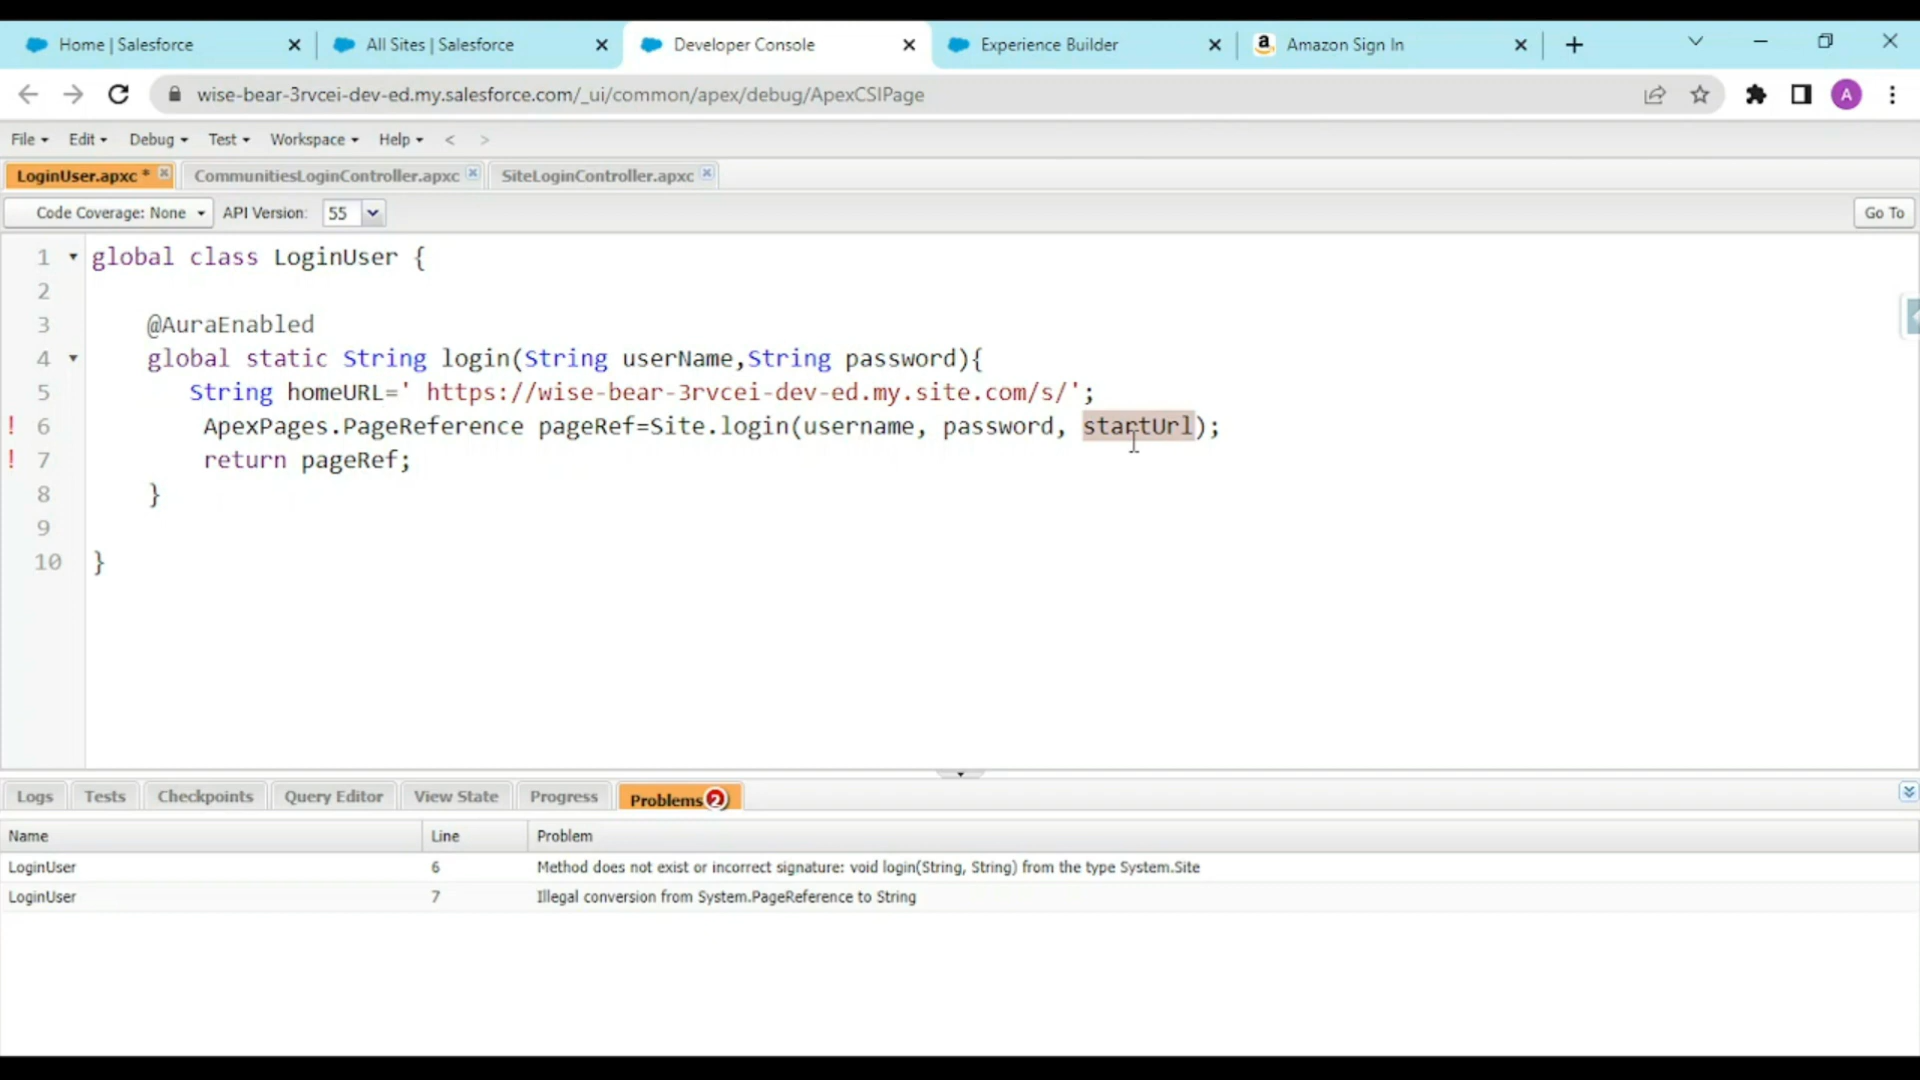 Home | Salesforce
All Sites | Salesforce
Developer Console
Experience Builder
a
Amazon Sign In
wise-bear-3rvcei-dev-ed.my.salesforce.com/_ui/common/apex/debug/ApexCSIPage
A
File
Edit
Debug
Test
Workspace
Help
<
>
LoginUser.apxc *
CommunitiesLoginController.apxc
SiteLoginController.apxc
Code Coverage: None
API Version:
55
Go To
1 global class LoginUser {
2
3 @AuraEnabled
4 global static String login(String userName,String password){
5 String homeURL=' https://wise-bear-3rvcei-dev-ed.my.site.com/s/';
! 6 ApexPages.PageReference pageRef=Site.login(username, password, startUrl);
! 7 return pageRef;
8 }
9
10 }
Logs
Tests
Checkpoints
Query Editor
View State
Progress
Problems 2
Name Line Problem
LoginUser 6 Method does not exist or incorrect signature: void login(String, String) from the type System.Site
LoginUser 7 Illegal conversion from System.PageReference to String